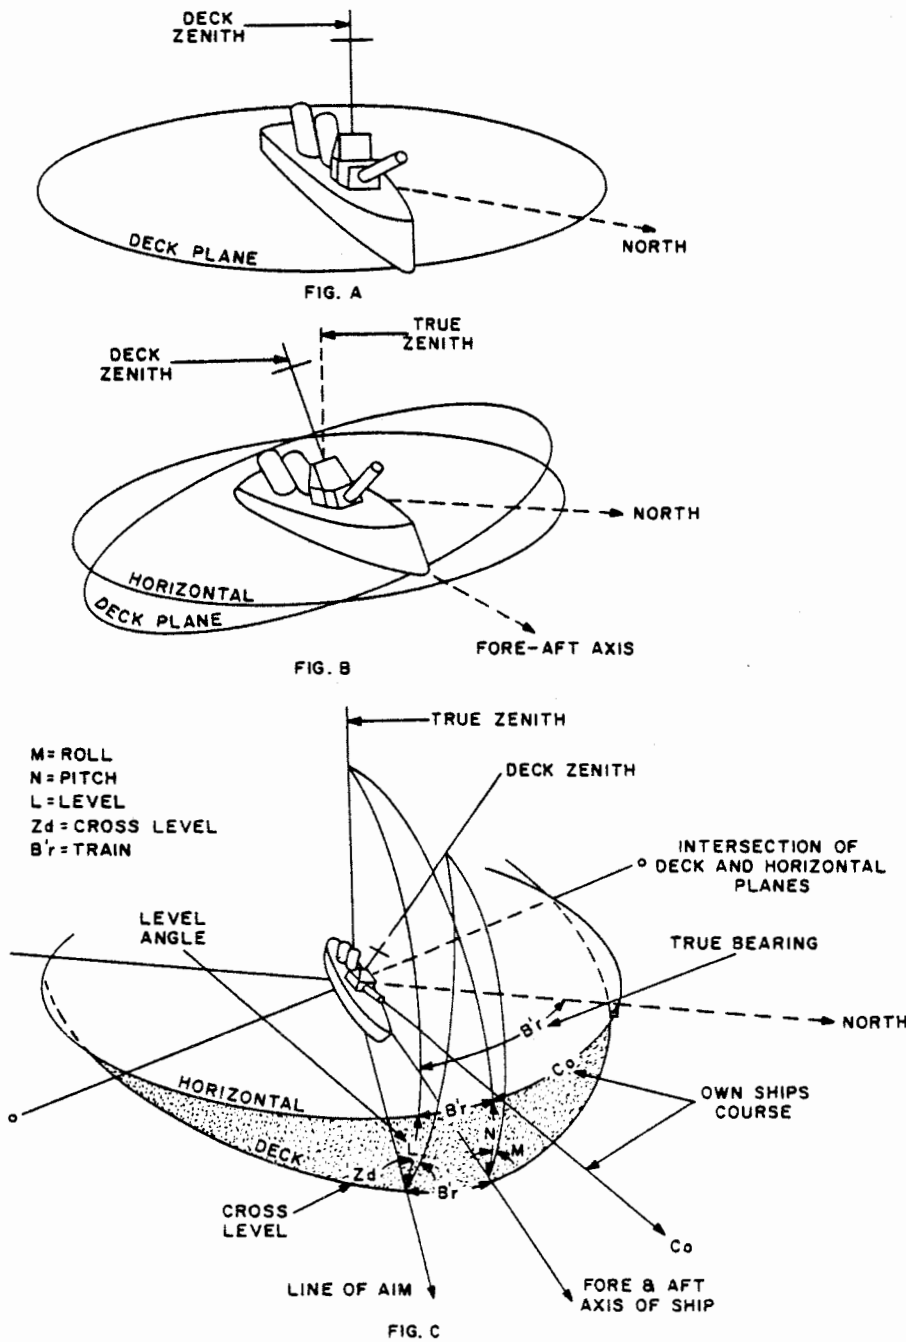 DECK
ZENITH
DECK PLANE
NORTH
FIG. A
TRUE
ZENITH
DECK
ZENITH
NORTH
HORIZONTAL
DECK PLANE
FORE-AFT AXIS
FIG. B
TRUE ZENITH
M = ROLL
N = PITCH
L = LEVEL
Zd = CROSS LEVEL
B'r = TRAIN
DECK ZENITH
INTERSECTION OF
DECK AND HORIZONTAL
PLANES
LEVEL
ANGLE
TRUE BEARING
B'r
NORTH
HORIZONTAL
Co
B'r
OWN SHIPS
COURSE
DECK
L
N
M
Zd
B'r
CROSS
LEVEL
Co
LINE OF AIM
FORE & AFT
AXIS OF SHIP
FIG. C